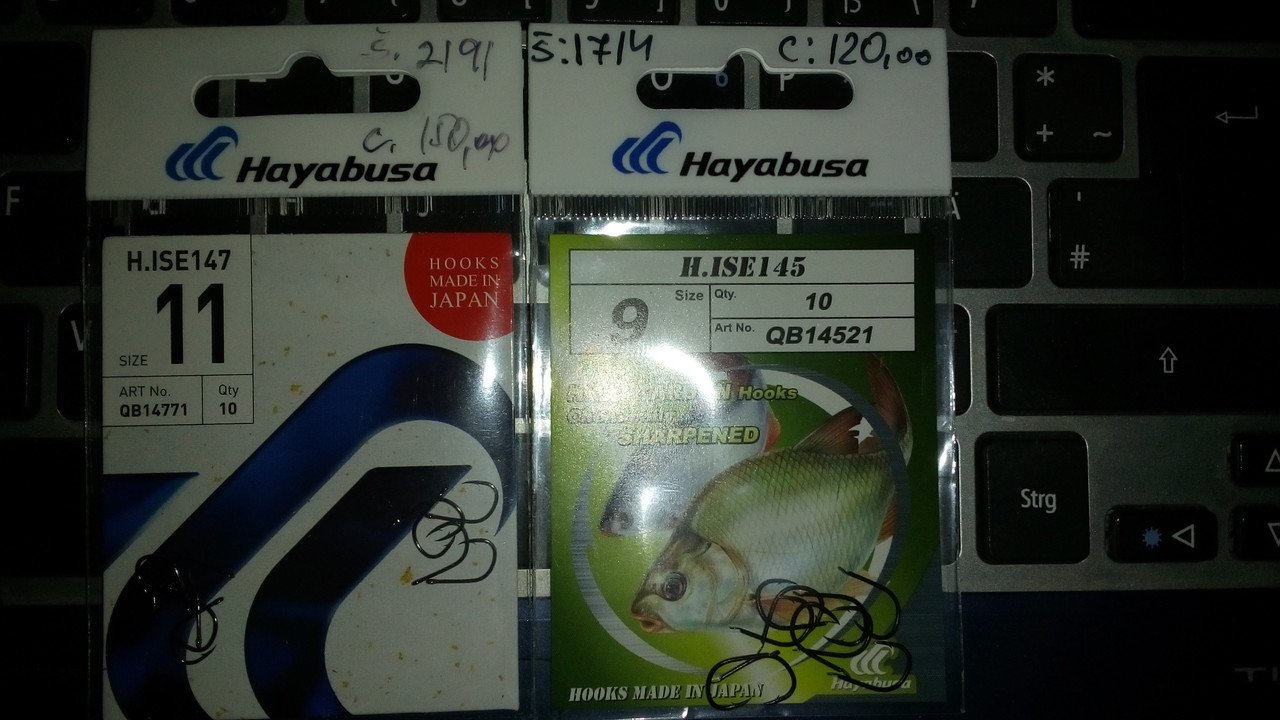 Š. 2191
C. 150,00
Hayabusa
H.ISE147
11
SIZE
ART No.
QB14771
Qty
10
HOOKS
MADE IN
JAPAN
Š:1714 C:120,00
Hayabusa
H.ISE145
9 Size
Qty. 10
Art No. QB14521
Hooks
SHARPENED
HOOKS MADE IN JAPAN
Hayabusa
F
O 6 P
*
+ ~
Ä
'
#
Strg